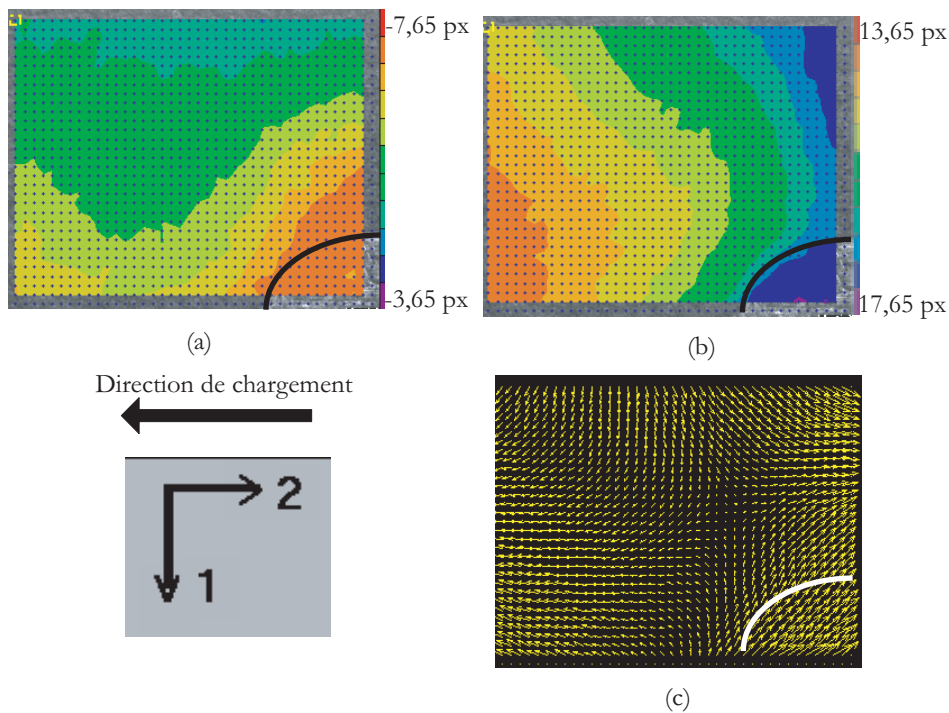 -7,65 px
-3,65 px
(a)
13,65 px
17,65 px
(b)
Direction de chargement
2
1
(c)